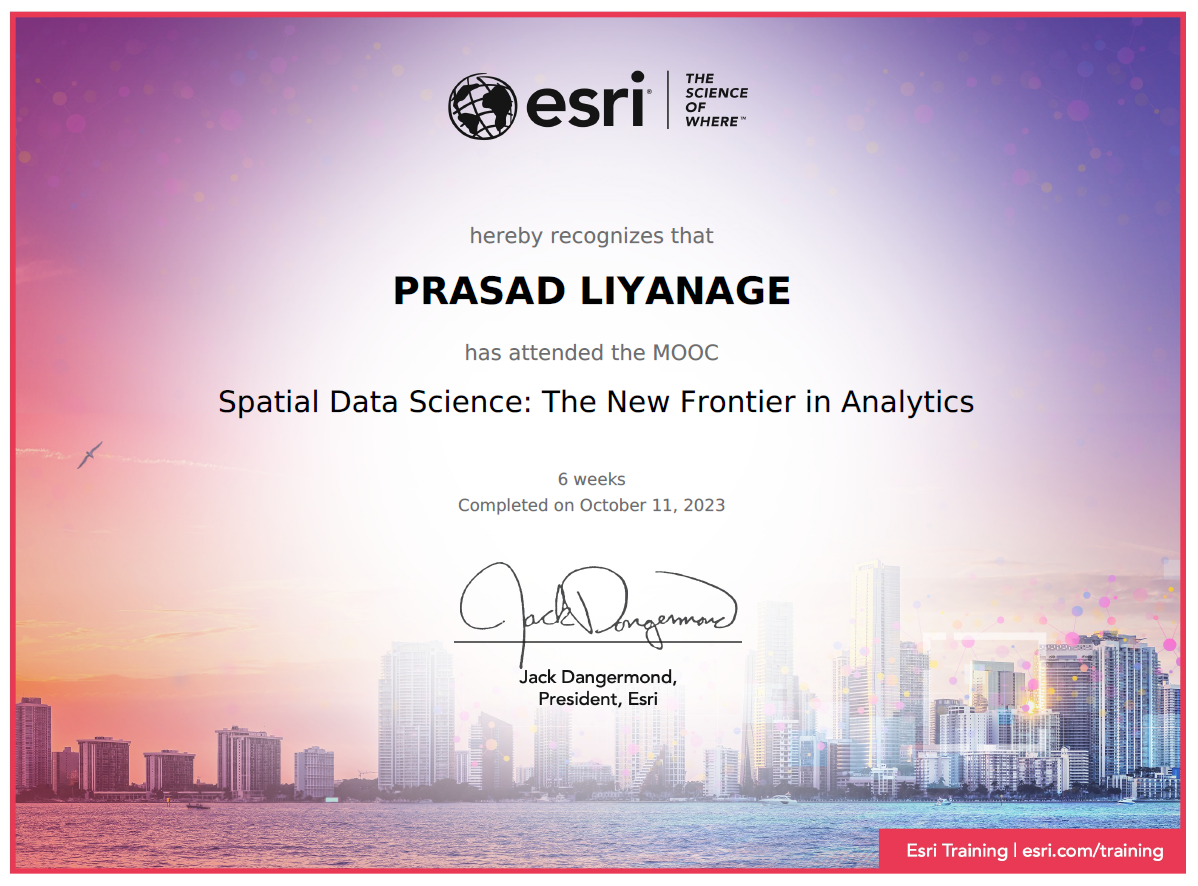 esri®
THE
SCIENCE
OF
WHERE™
hereby recognizes that
PRASAD LIYANAGE
has attended the MOOC
Spatial Data Science: The New Frontier in Analytics
6 weeks
Completed on October 11, 2023
Jack Dangermond
Jack Dangermond,
President, Esri
Esri Training | esri.com/training